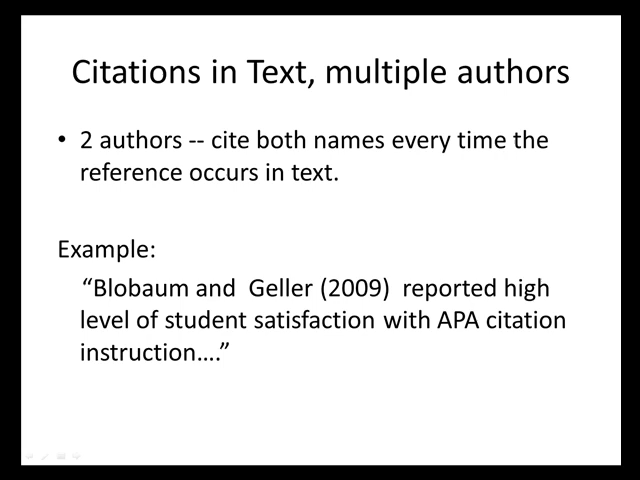 Citations in Text, multiple authors
• 2 authors -- cite both names every time the
reference occurs in text.
Example:
“Blobaum and  Geller (2009)  reported high
level of student satisfaction with APA citation
instruction….”